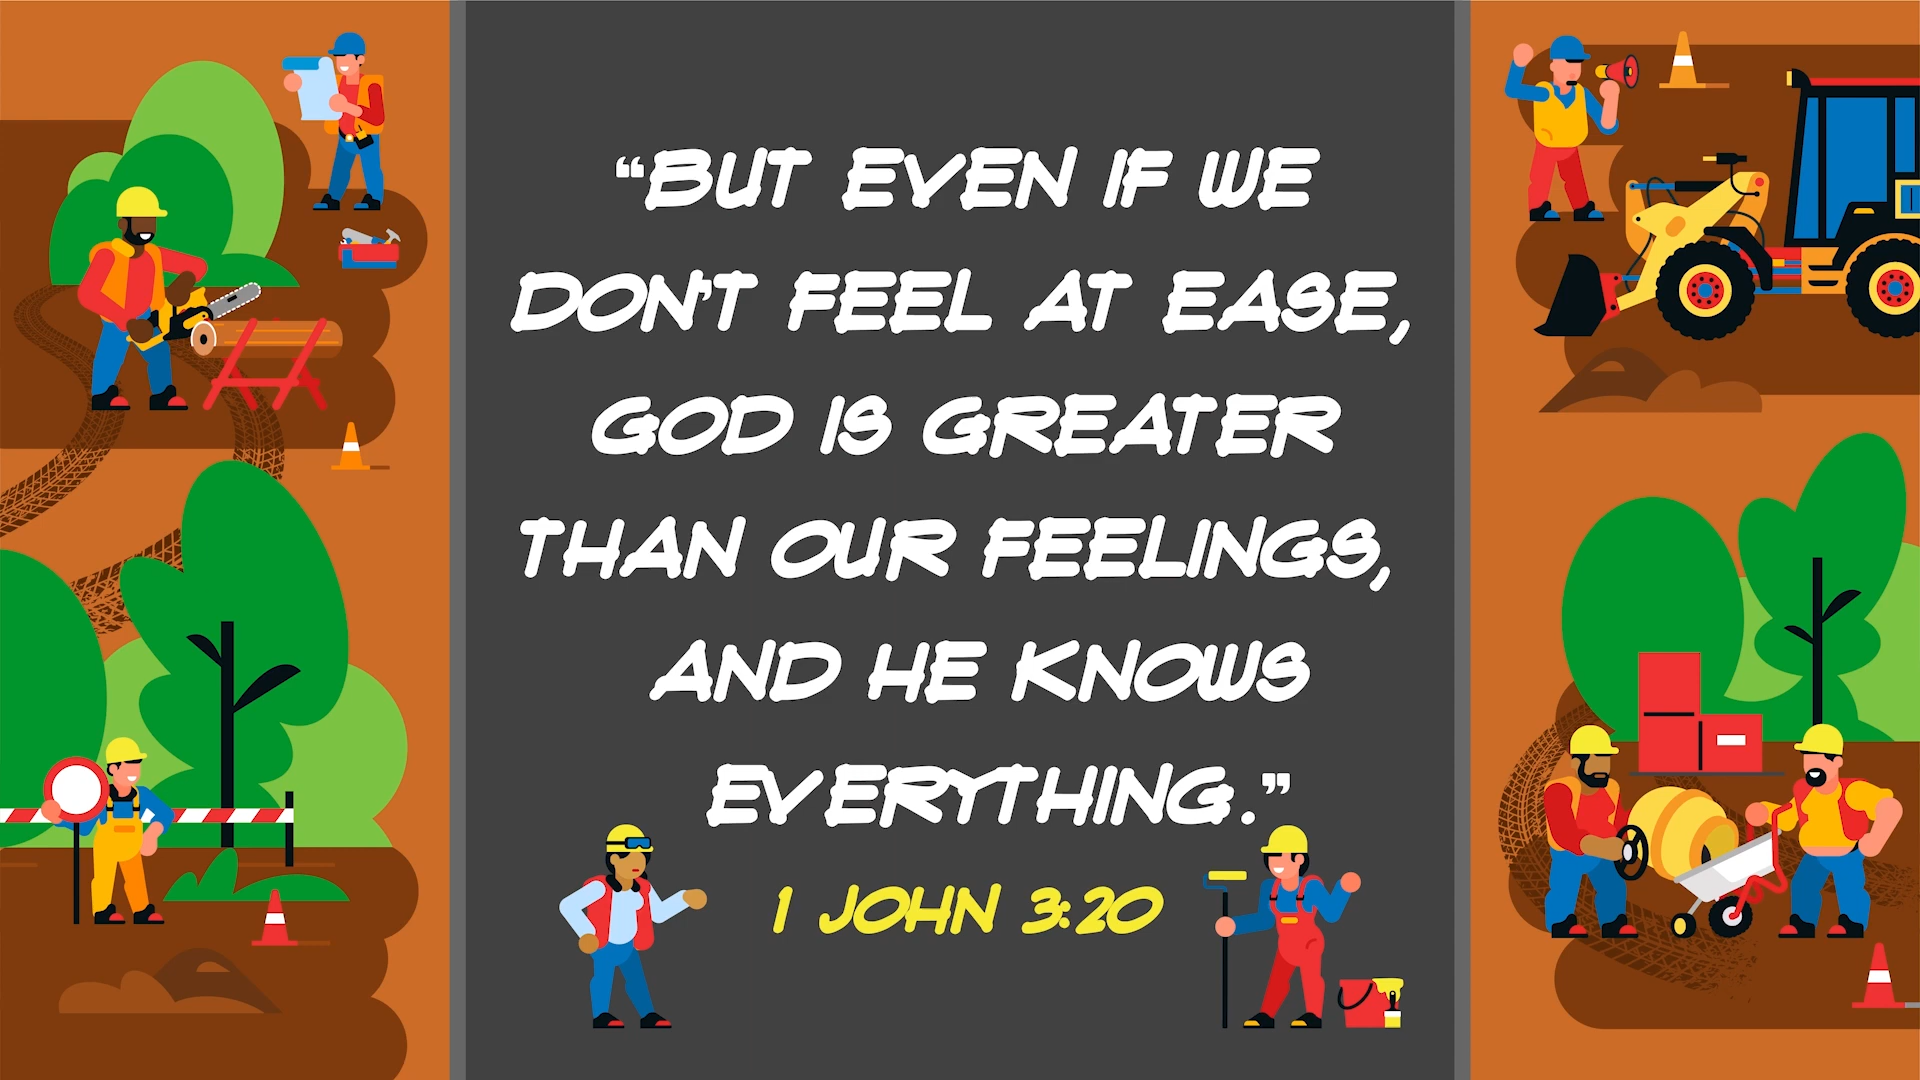 “BUT EVEN IF WE
DON'T FEEL AT EASE,
GOD IS GREATER
THAN OUR FEELINGS,
AND HE KNOWS
EVERYTHING.”
1 JOHN 3:20